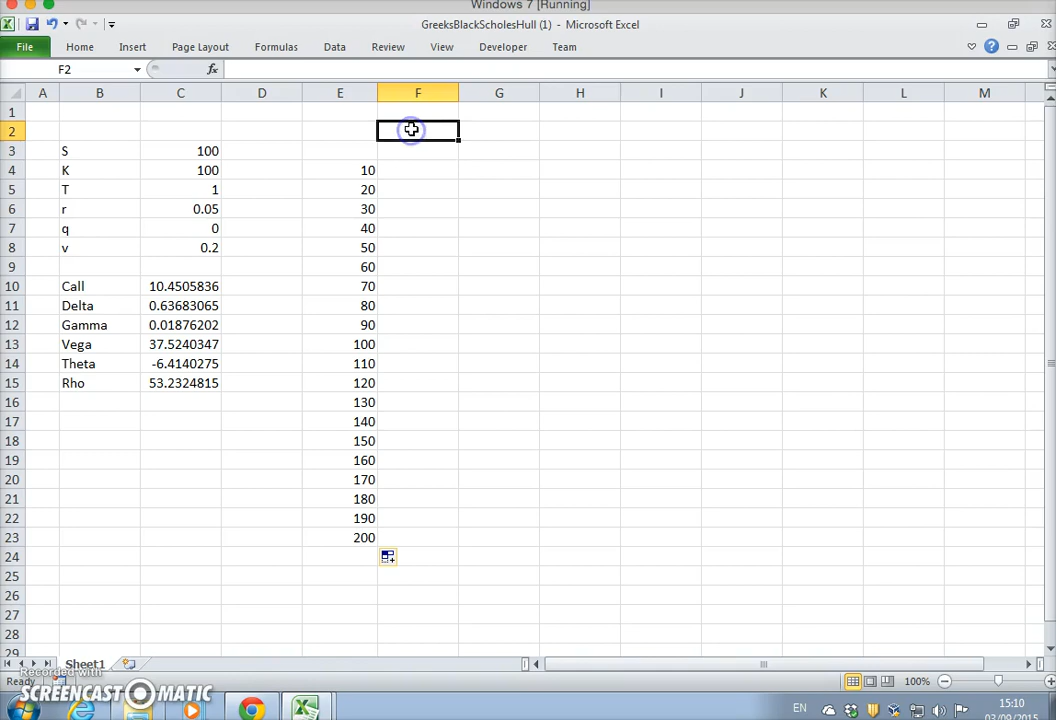 Windows 7 [Running]
GreeksBlackScholesHull (1) - Microsoft Excel
File Home Insert Page Layout Formulas Data Review View Developer Team
F2 fx
A B C D E F G H I J K L M
1
2
3 S 100
4 K 100 10
5 T 1 20
6 r 0.05 30
7 q 0 40
8 v 0.2 50
9 60
10 Call 10.4505836 70
11 Delta 0.63683065 80
12 Gamma 0.01876202 90
13 Vega 37.5240347 100
14 Theta -6.4140275 110
15 Rho 53.2324815 120
16 130
17 140
18 150
19 160
20 170
21 180
22 190
23 200
24
25
26
27
28
29
Sheet1
Ready 100%
Recorded with
SCREENCAST-O-MATIC
EN 15:10
03/09/2015